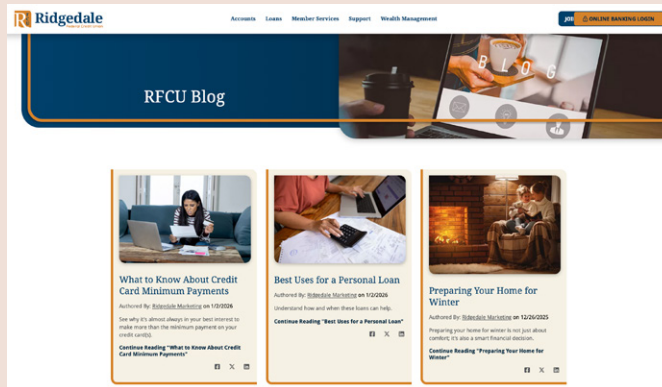 Ridgedale
Accounts Loans Member Services Support Wealth Management
JOB ONLINE BANKING LOGIN
RFCU Blog
BLOG
What to Know About Credit
Card Minimum Payments
Authored By: Ridgedale Marketing on 1/2/2026
See why it's almost always in your best interest to
make more than the minimum payment on your
credit card(s).
Continue Reading "What to Know About Credit
Card Minimum Payments"
Best Uses for a Personal Loan
Authored By: Ridgedale Marketing on 1/2/2026
Understand how and when these loans can help.
Continue Reading "Best Uses for a Personal Loan"
Preparing Your Home for
Winter
Authored By: Ridgedale Marketing on 12/26/2025
Preparing your home for winter is not just about
comfort; it's also a smart financial decision.
Continue Reading "Preparing Your Home for
Winter"